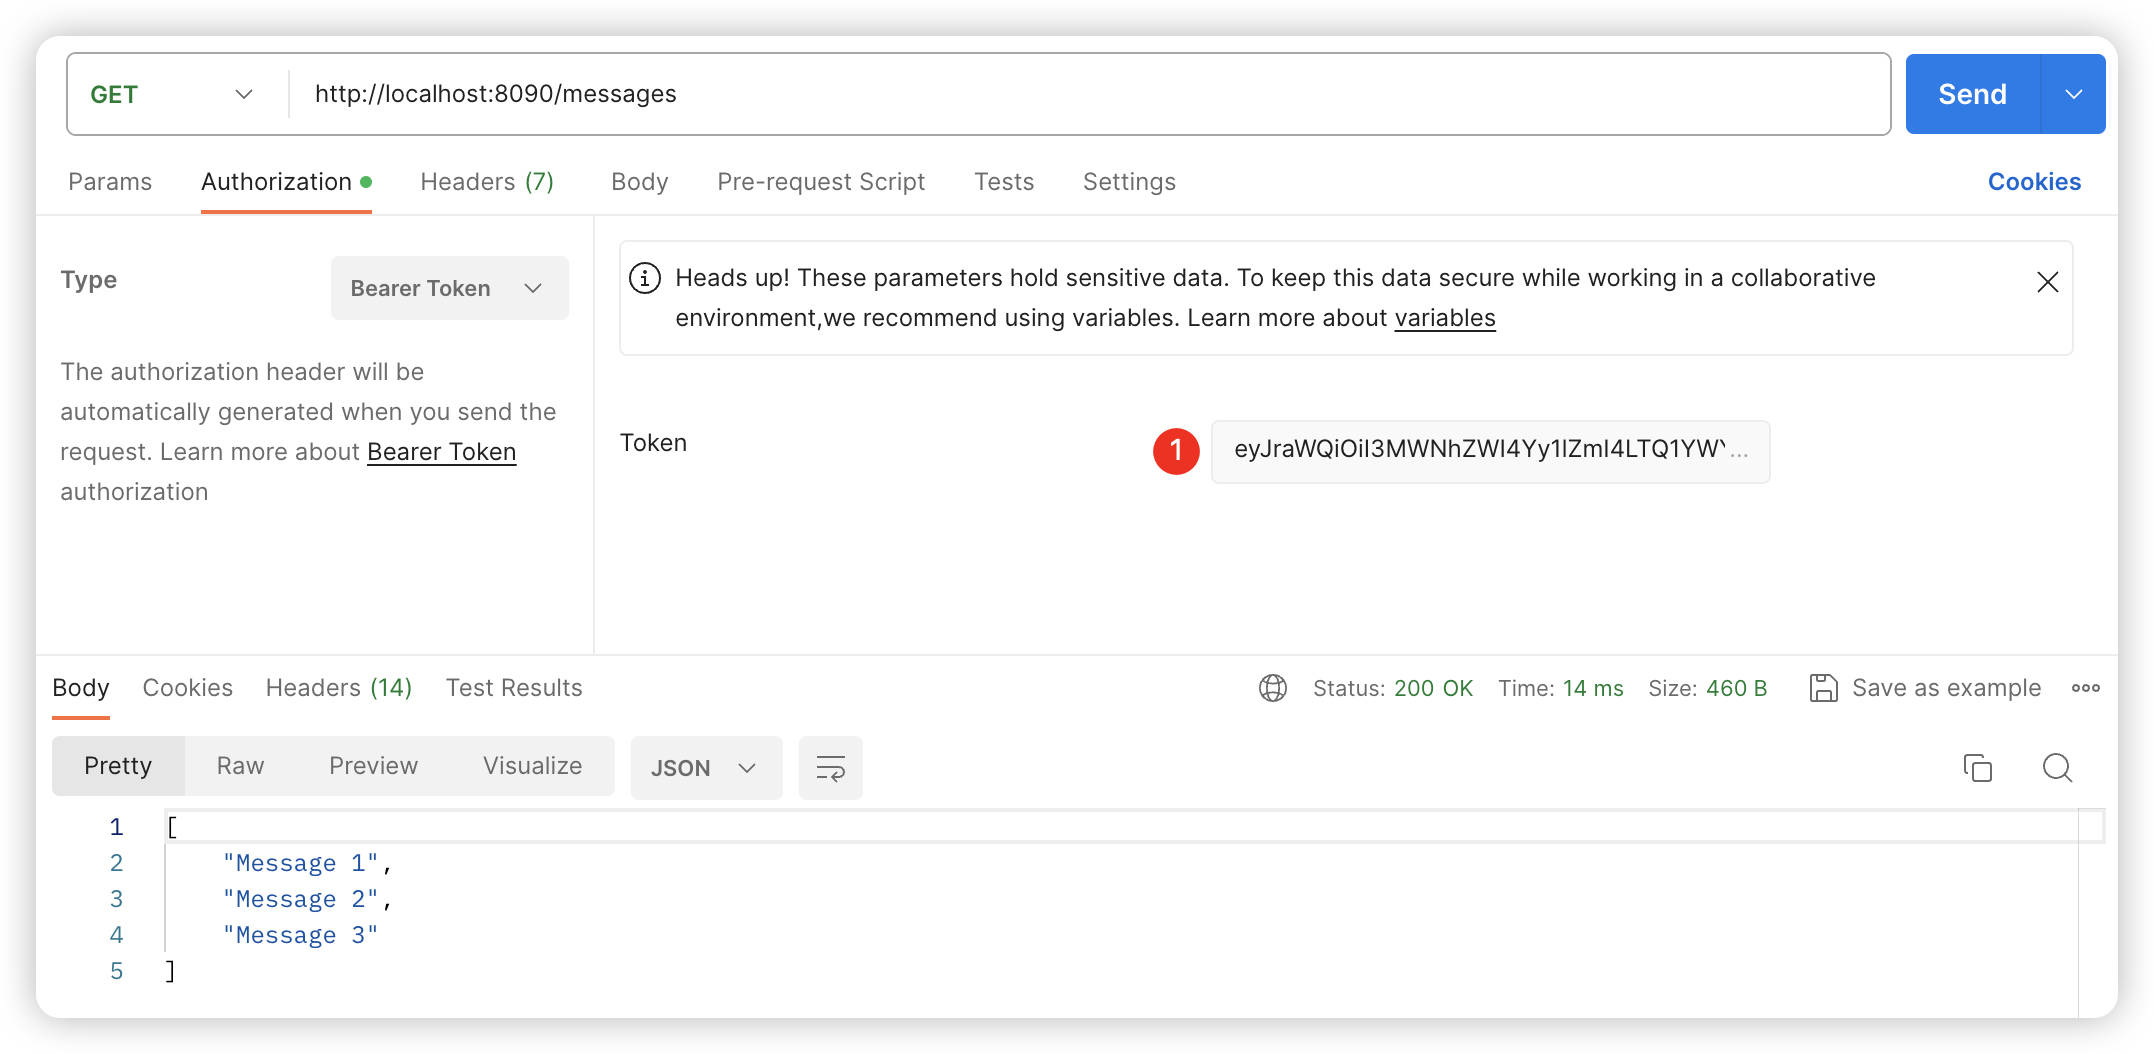 GET http://localhost:8090/messages Send
Params Authorization Headers (7) Body Pre-request Script Tests Settings Cookies
Type Bearer Token
The authorization header will be
automatically generated when you send the
request. Learn more about Bearer Token
authorization
Heads up! These parameters hold sensitive data. To keep this data secure while working in a collaborative
environment,we recommend using variables. Learn more about variables
Token 1 eyJraWQiOiI3MWNhZWI4Yy1lZmI4LTQ1YWY...
Body Cookies Headers (14) Test Results Status: 200 OK Time: 14 ms Size: 460 B Save as example
Pretty Raw Preview Visualize JSON
1 [
2 "Message 1",
3 "Message 2",
4 "Message 3"
5 ]